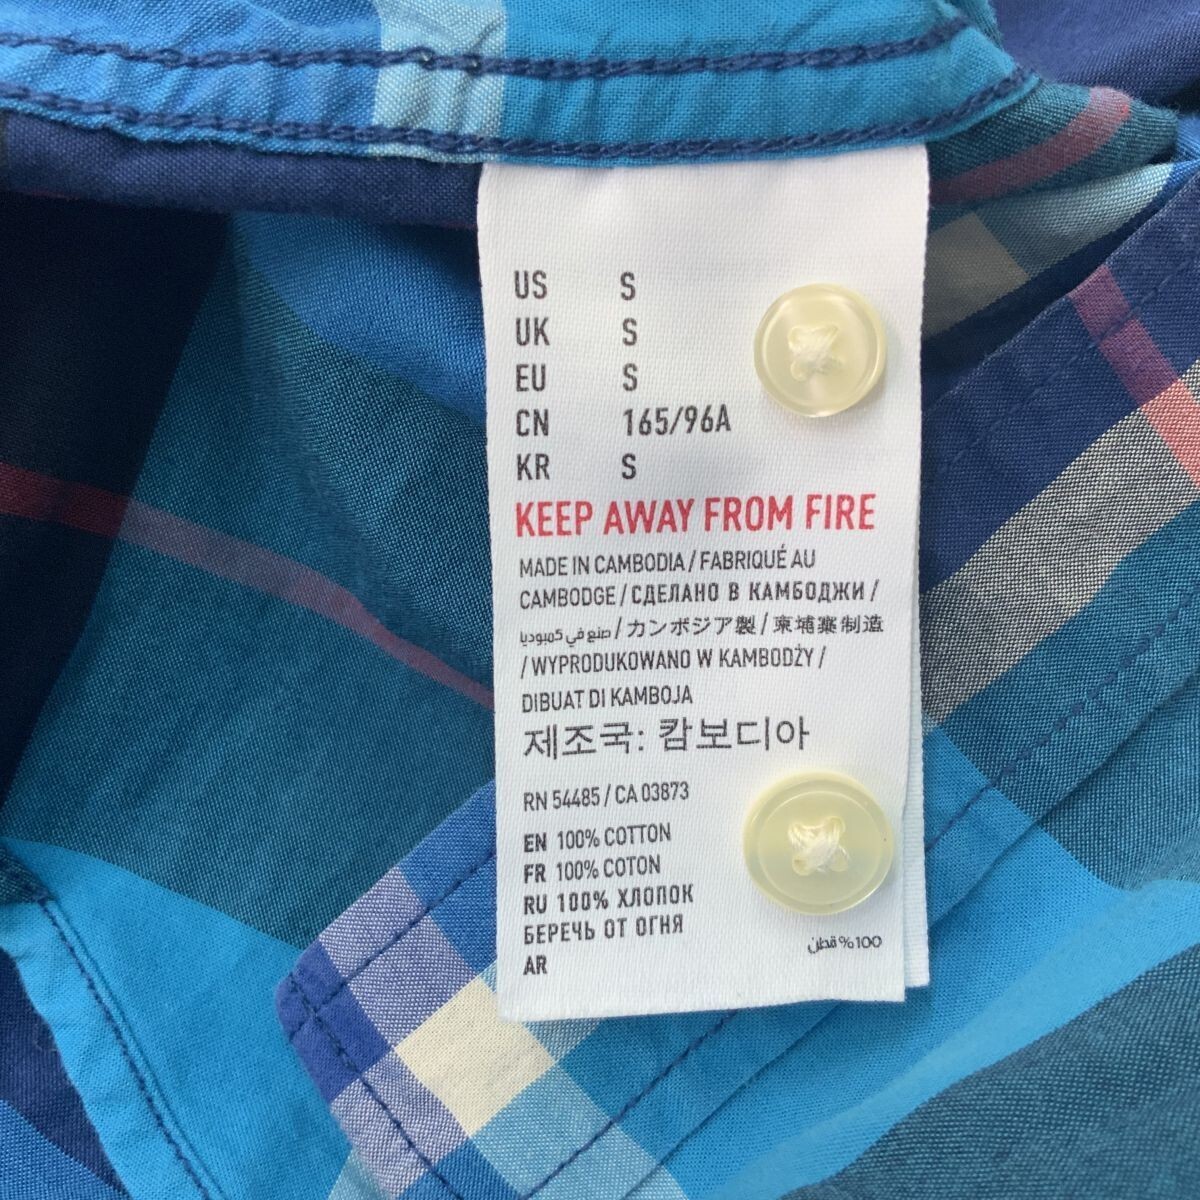 US S
UK S
EU S
CN 165/96A
KR S
KEEP AWAY FROM FIRE
MADE IN CAMBODIA / FABRIQUÉ AU
CAMBODGE / СДЕЛАНО В КАМБОДЖИ /
صنع في كمبوديا / カンボジア製 / 柬埔寨制造
/ WYPRODUKOWANO W KAMBODŻY /
DIBUAT DI KAMBOJA
제조국: 캄보디아
RN 54485 / CA 03873
EN 100% COTTON
FR 100% COTON
RU 100% ХЛОПОК
БЕРЕЧЬ ОТ ОГНЯ
AR 100% قطن